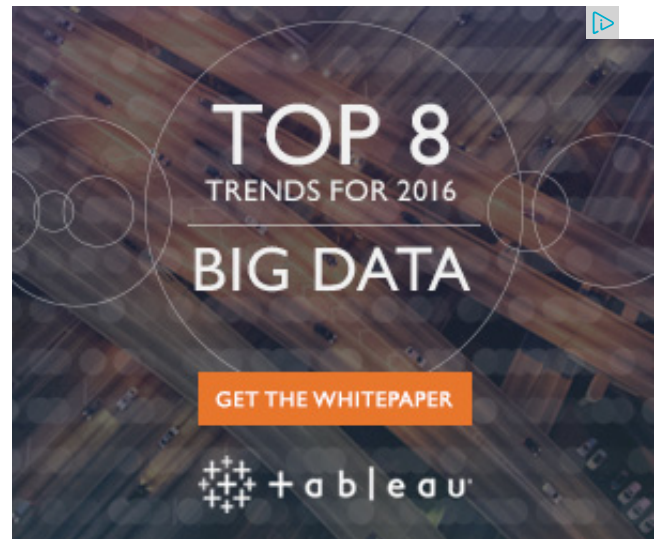 TOP 8
TRENDS FOR 2016
BIG DATA
GET THE WHITEPAPER
+ a b l e a u